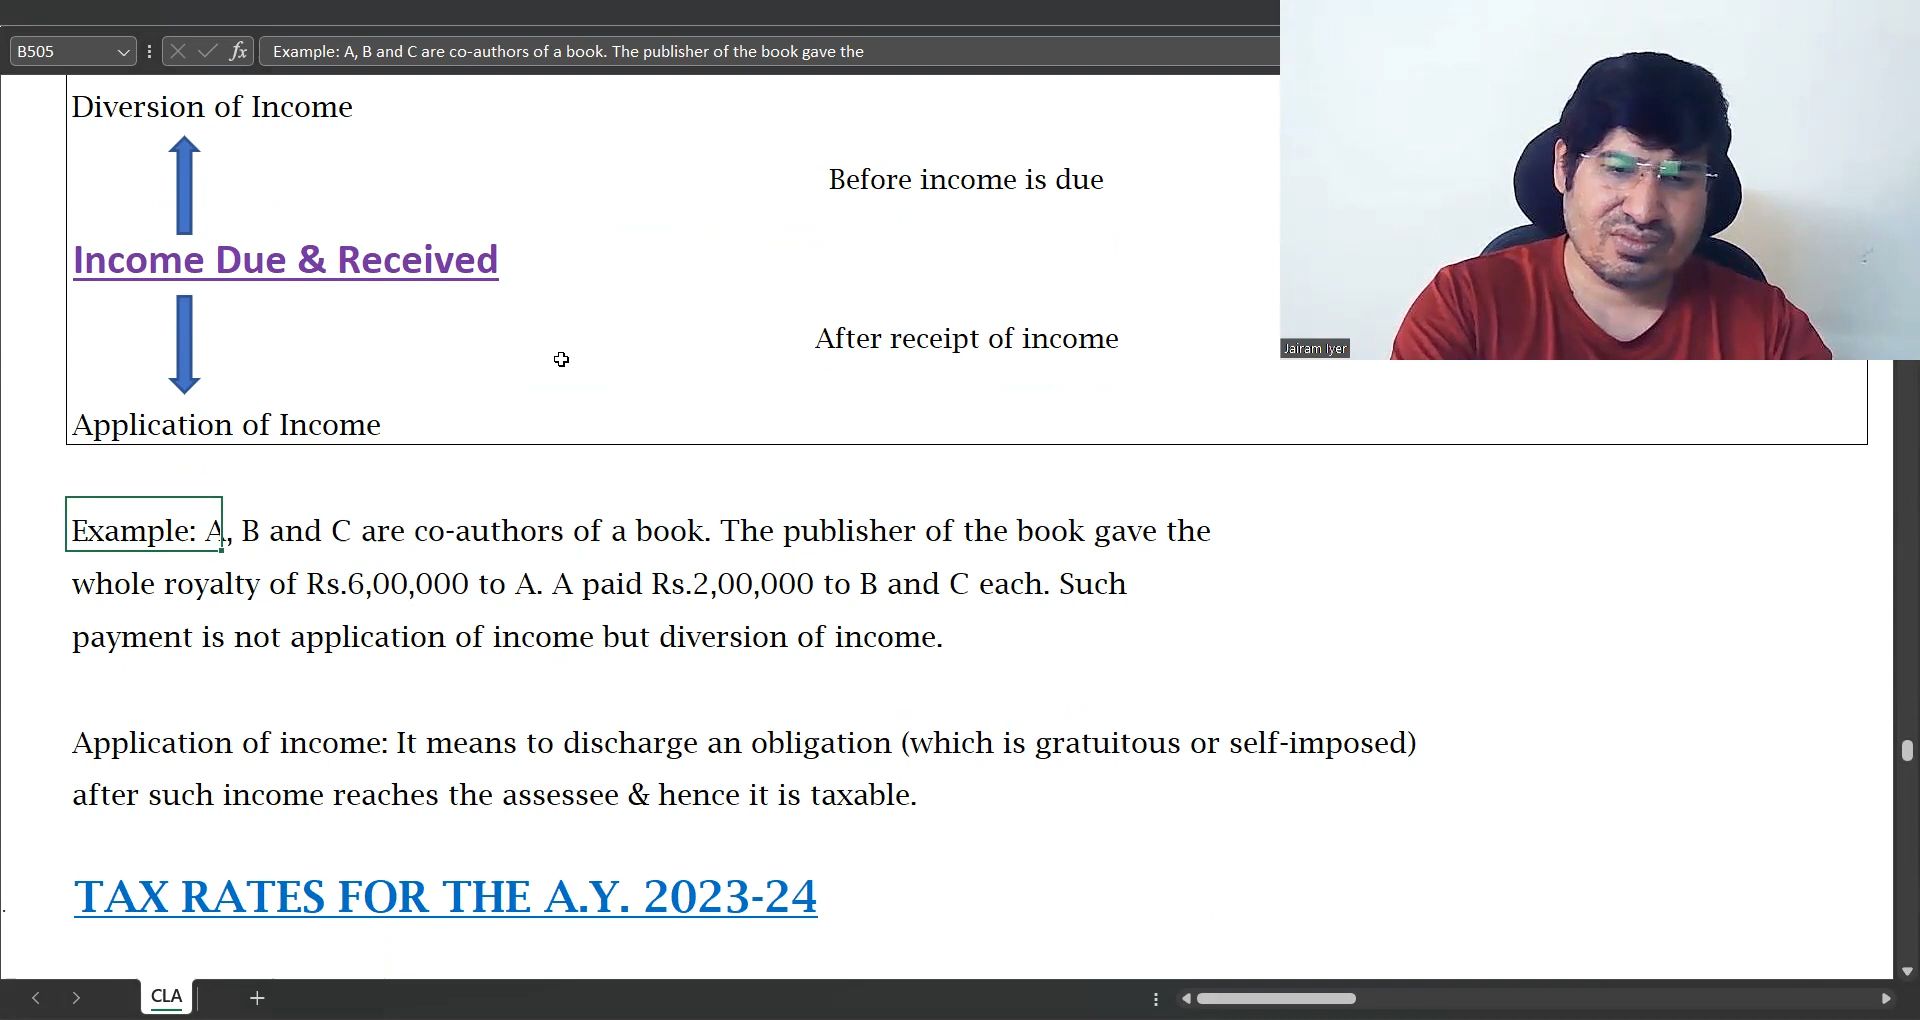 B505
fx
Example: A, B and C are co-authors of a book. The publisher of the book gave the
Diversion of Income
Before income is due
Income Due & Received
After receipt of income
Jairam Iyer
Application of Income
Example: A, B and C are co-authors of a book. The publisher of the book gave the
whole royalty of Rs.6,00,000 to A. A paid Rs.2,00,000 to B and C each. Such
payment is not application of income but diversion of income.
Application of income: It means to discharge an obligation (which is gratuitous or self-imposed)
after such income reaches the assessee & hence it is taxable.
TAX RATES FOR THE A.Y. 2023-24
CLA